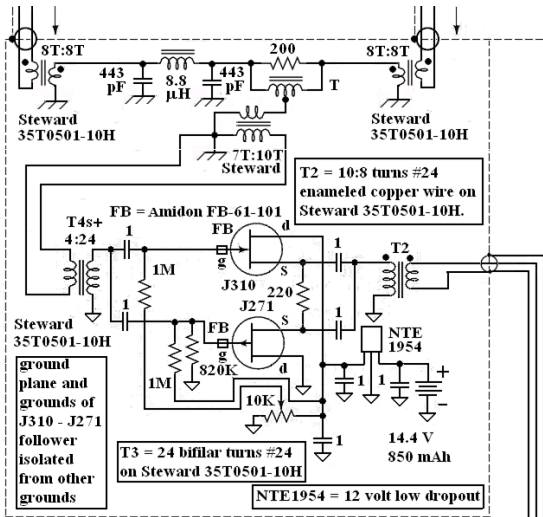 8T:8T
200
8T:8T
443
pF
8.8
µH
443
pF
T
Steward
35T0501-10H
Steward
35T0501-10H
7T:10T
Steward
T2 = 10:8 turns #24
enameled copper wire on
Steward 35T0501-10H.
FB = Amidon FB-61-101
T4s+
4:24
1
FB
d
g
s
1
T2
1M
J310
220
J271
1
FB
s
1
g
d
NTE
1954
Steward
35T0501-10H
1M
820K
10K
1
1
+
-
1
14.4 V
850 mAh
ground
plane and
grounds of
J310 - J271
follower
isolated
from other
grounds
T3 = 24 bifilar turns #24
on Steward 35T0501-10H
NTE1954 = 12 volt low dropout